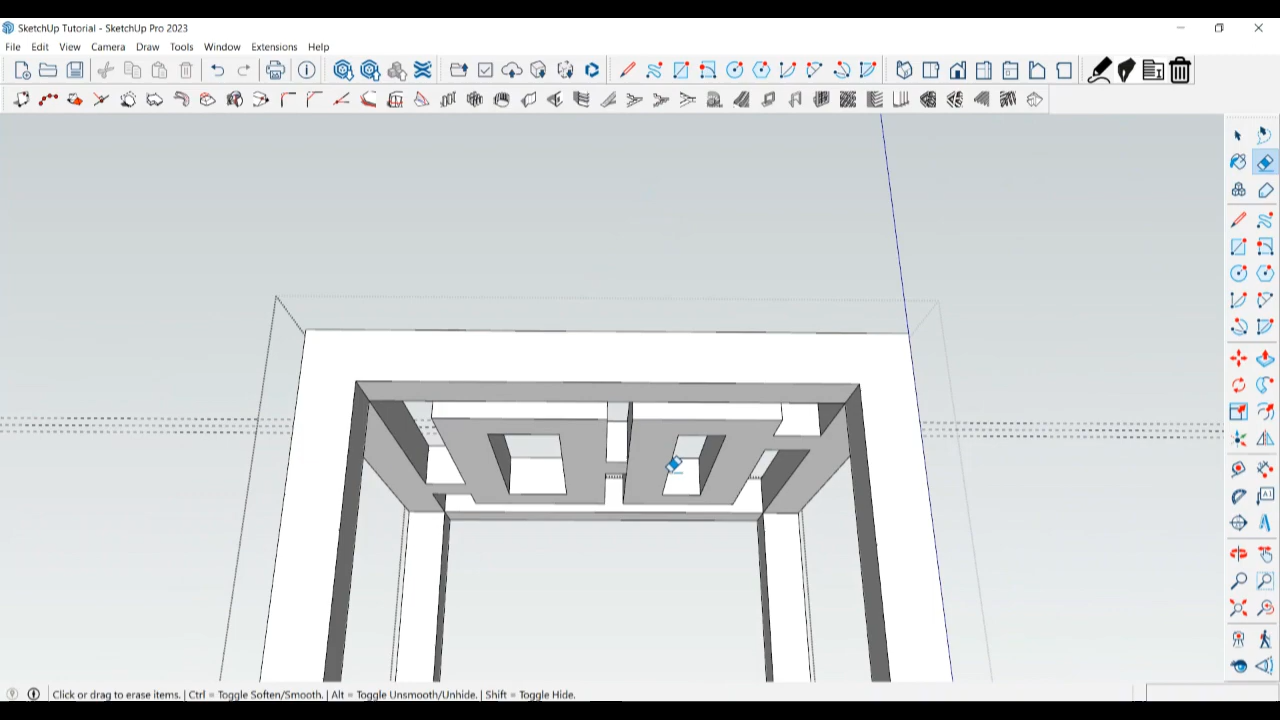 SketchUp Tutorial - SketchUp Pro 2023
File Edit View Camera Draw Tools Window Extensions Help
Click or drag to erase items. | Ctrl = Toggle Soften/Smooth. | Alt = Toggle Unsmooth/Unhide. | Shift = Toggle Hide.